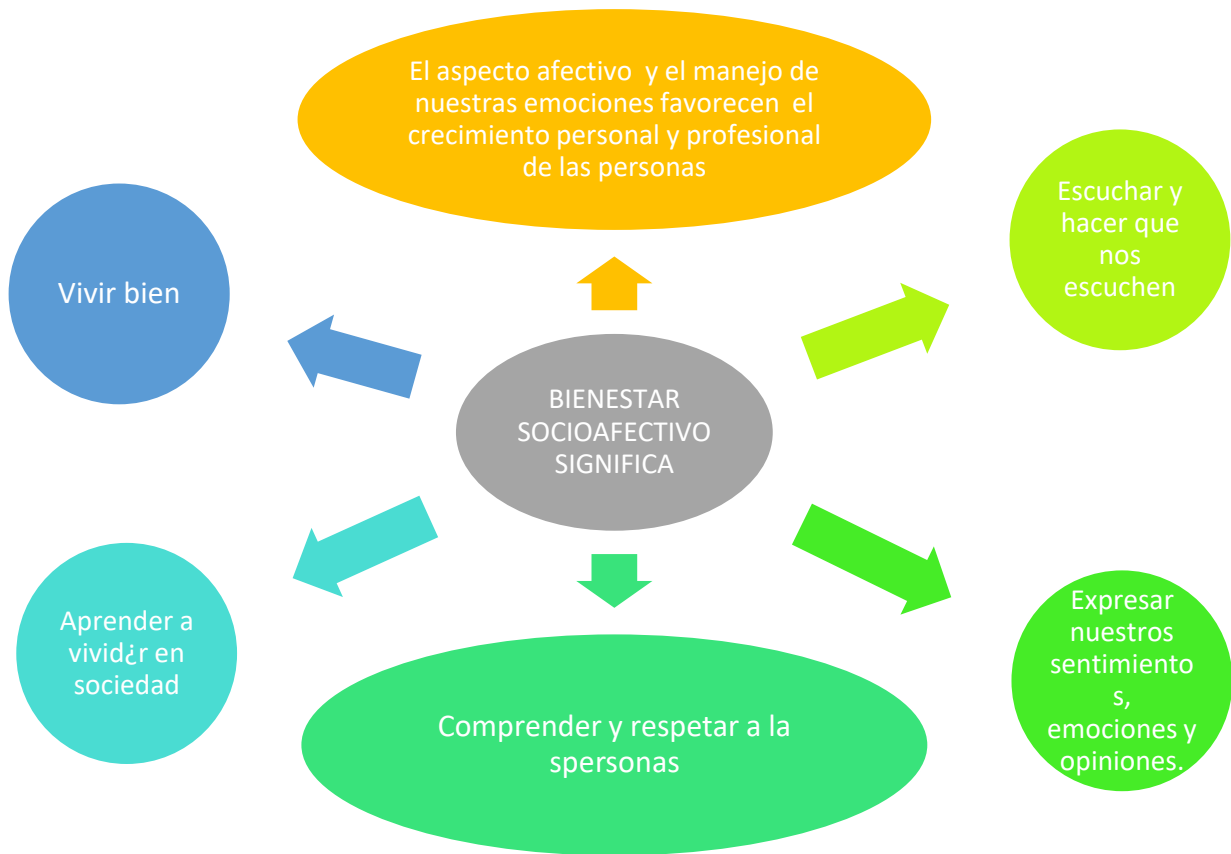 El aspecto afectivo  y el manejo de
nuestras emociones favorecen  el
crecimiento personal y profesional
de las personas
Escuchar y
hacer que
nos
escuchen
Vivir bien
BIENESTAR
SOCIOAFECTIVO
SIGNIFICA
Aprender a
vivid¿r en
sociedad
Expresar
nuestros
sentimiento
s,
emociones y
opiniones.
Comprender y respetar a la
spersonas